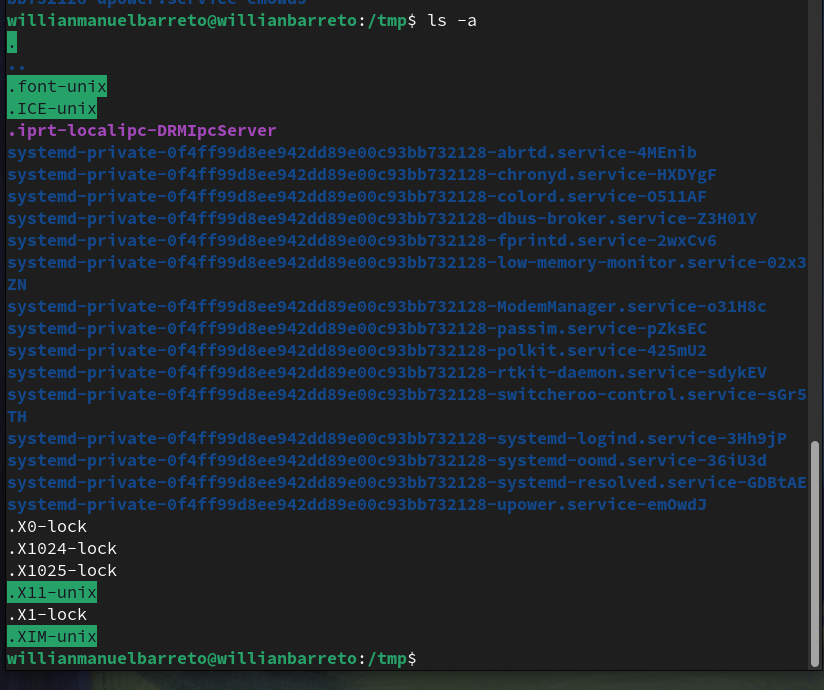 willianmanuelbarreto@willianbarreto:/tmp$ ls -a
.
..
.font-unix
.ICE-unix
.iprt-localipc-DRMIpcServer
systemd-private-0f4ff99d8ee942dd89e00c93bb732128-abrtd.service-4MEnib
systemd-private-0f4ff99d8ee942dd89e00c93bb732128-chronyd.service-HXDYgF
systemd-private-0f4ff99d8ee942dd89e00c93bb732128-colord.service-O511AF
systemd-private-0f4ff99d8ee942dd89e00c93bb732128-dbus-broker.service-Z3H01Y
systemd-private-0f4ff99d8ee942dd89e00c93bb732128-fprintd.service-2wxCv6
systemd-private-0f4ff99d8ee942dd89e00c93bb732128-low-memory-monitor.service-02x3
ZN
systemd-private-0f4ff99d8ee942dd89e00c93bb732128-ModemManager.service-o31H8c
systemd-private-0f4ff99d8ee942dd89e00c93bb732128-passim.service-pZksEC
systemd-private-0f4ff99d8ee942dd89e00c93bb732128-polkit.service-425mU2
systemd-private-0f4ff99d8ee942dd89e00c93bb732128-rtkit-daemon.service-sdykEV
systemd-private-0f4ff99d8ee942dd89e00c93bb732128-switcheroo-control.service-sGr5
TH
systemd-private-0f4ff99d8ee942dd89e00c93bb732128-systemd-logind.service-3Hh9jP
systemd-private-0f4ff99d8ee942dd89e00c93bb732128-systemd-oomd.service-36iU3d
systemd-private-0f4ff99d8ee942dd89e00c93bb732128-systemd-resolved.service-GDBtAE
systemd-private-0f4ff99d8ee942dd89e00c93bb732128-upower.service-emOwdJ
.X0-lock
.X1024-lock
.X1025-lock
.X11-unix
.X1-lock
.XIM-unix
willianmanuelbarreto@willianbarreto:/tmp$